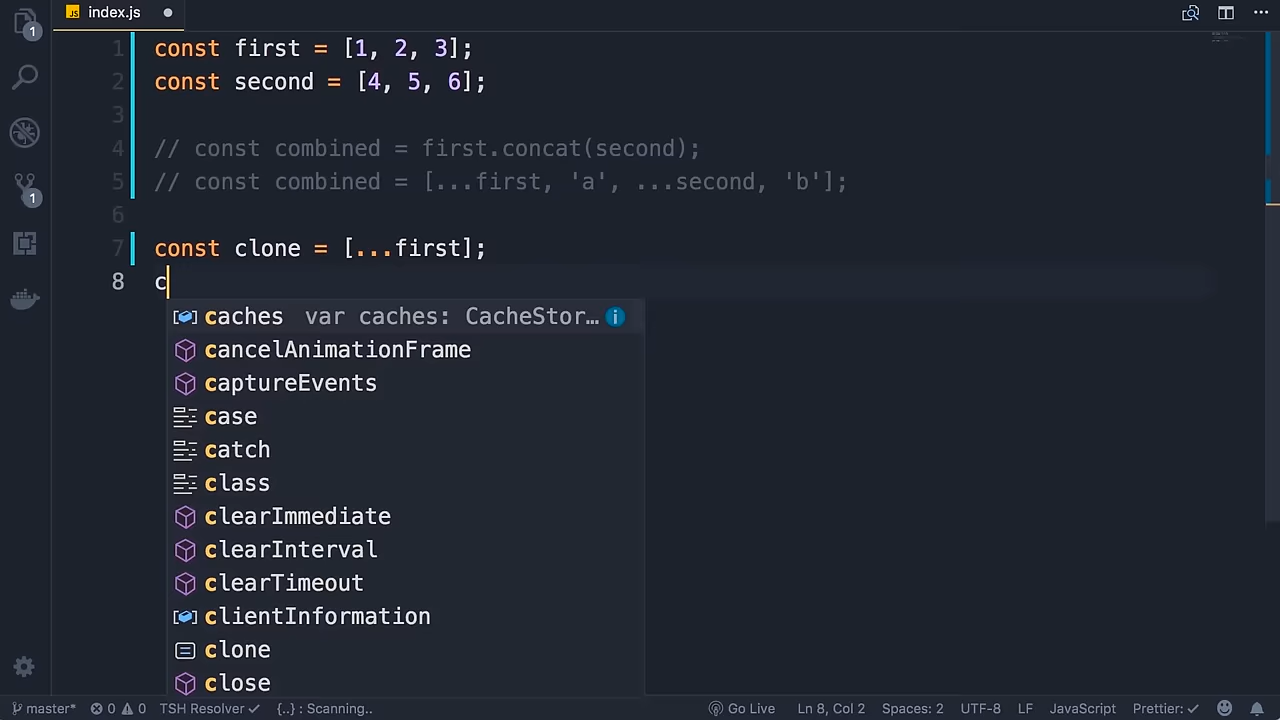 index.js
1
1 const first = [1, 2, 3];
2 const second = [4, 5, 6];
3
4 // const combined = first.concat(second);
5 // const combined = [...first, 'a', ...second, 'b'];
6
7 const clone = [...first];
8 c
caches var caches: CacheStor…
cancelAnimationFrame
captureEvents
case
catch
class
clearImmediate
clearInterval
clearTimeout
clientInformation
clone
close
1
master* 0 0 TSH Resolver {..} : Scanning.. Go Live Ln 8, Col 2 Spaces: 2 UTF-8 LF JavaScript Prettier: